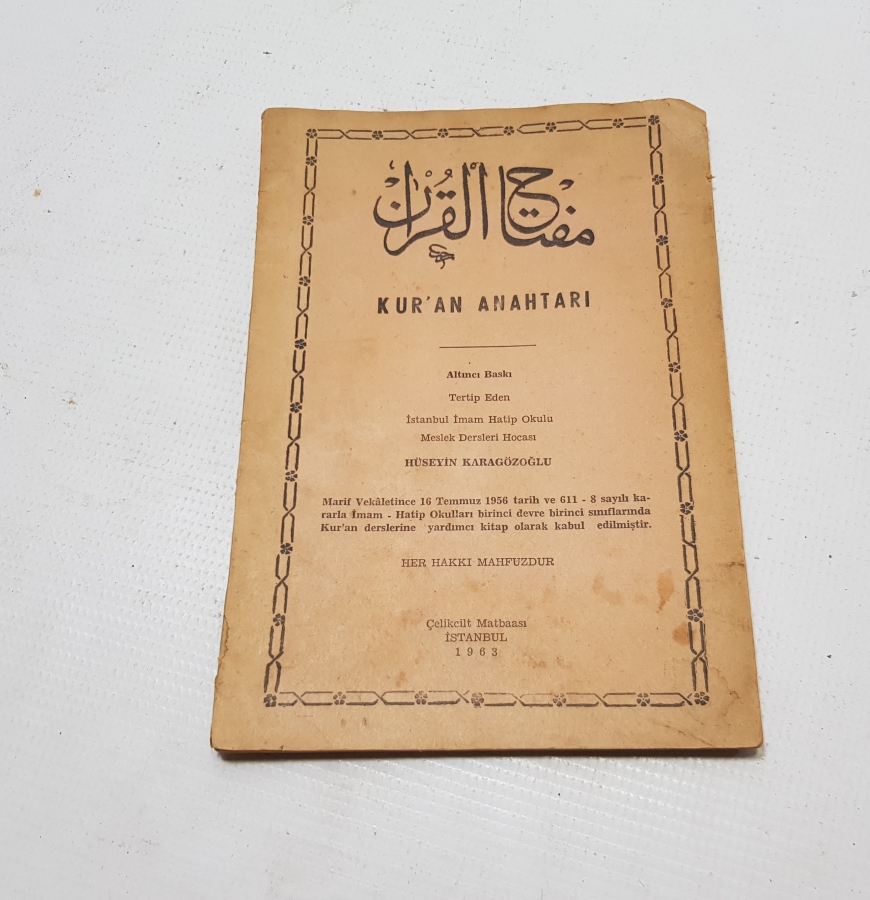 مفتاح القرآن
KUR'AN ANAHTARI
Altıncı Baskı
Tertip Eden
İstanbul İmam Hatip Okulu
Meslek Dersleri Hocası
HÜSEYİN KARAGÖZOĞLU
Marif Vekâletince 16 Temmuz 1956 tarih ve 611 - 8 sayılı ka-
rarla İmam - Hatip Okulları birinci devre birinci sınıflarında
Kur'an derslerine yardımcı kitap olarak kabul edilmiştir.
HER HAKKI MAHFUZDUR
Çelikcilt Matbaası
İSTANBUL
1963